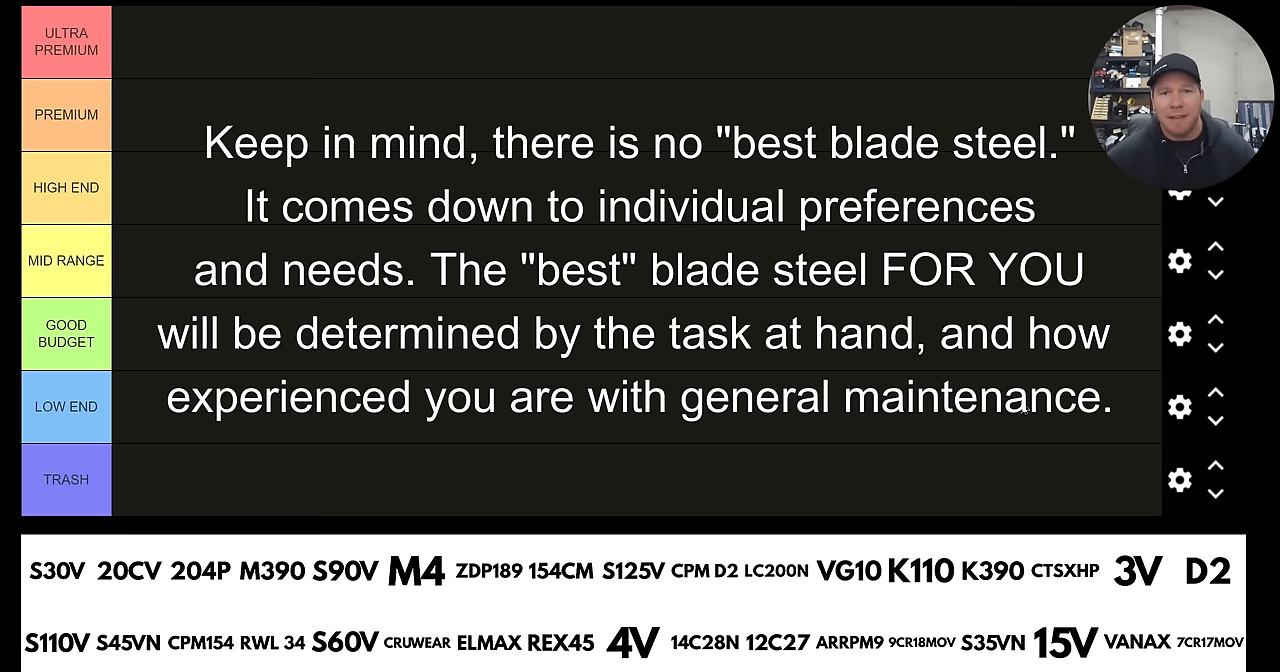 ULTRA
PREMIUM
PREMIUM
HIGH END
MID RANGE
GOOD
BUDGET
LOW END
TRASH
Keep in mind, there is no "best blade steel."
It comes down to individual preferences
and needs. The "best" blade steel FOR YOU
will be determined by the task at hand, and how
experienced you are with general maintenance.
S30V 20CV 204P M390 S90V M4 ZDP189 154CM S125V CPM D2 LC200N VG10 K110 K390 CTSXHP 3V D2
S110V S45VN CPM154 RWL 34 S60V CRUWEAR ELMAX REX45 4V 14C28N 12C27 ARRPM9 9CR18MOV S35VN 15V VANAX 7CR17MOV